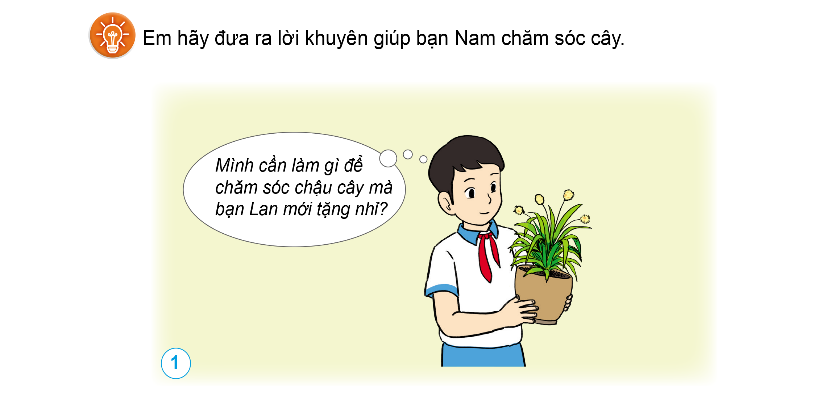 Em hãy đưa ra lời khuyên giúp bạn Nam chăm sóc cây.
Mình cần làm gì để
chăm sóc chậu cây mà
bạn Lan mới tặng nhỉ?
1